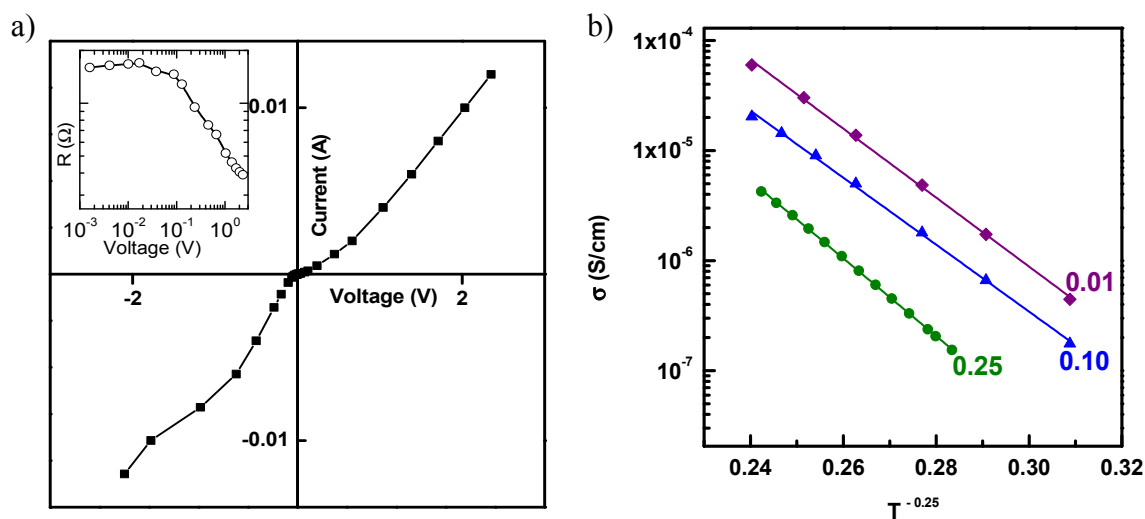 a)
R (Ω)
10⁻³ 10⁻² 10⁻¹ 10⁰
Voltage (V)
Current (A)
0.01
-2
Voltage (V)
2
-0.01
b)
1x10⁻⁴
1x10⁻⁵
10⁻⁶
10⁻⁷
σ (S/cm)
0.01
0.10
0.25
0.24 0.26 0.28 0.30 0.32
T ⁻ ⁰·²⁵